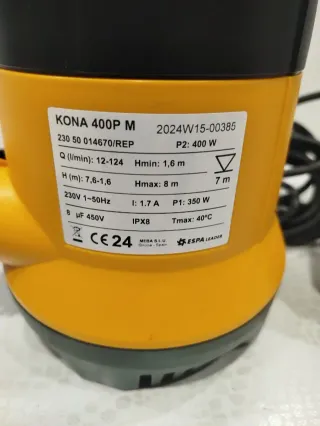 KONA 400P M 2024W15-00385
230 50 014670/REP P2: 400 W
Q (l/min): 12-124 Hmin: 1,6 m
H (m): 7,6-1,6 Hmax: 8 m 7 m
230V 1~50Hz I: 1.7 A P1: 350 W
8 µF 450V IPX8 Tmax: 40ºC
CE 24 ESPA LEADER